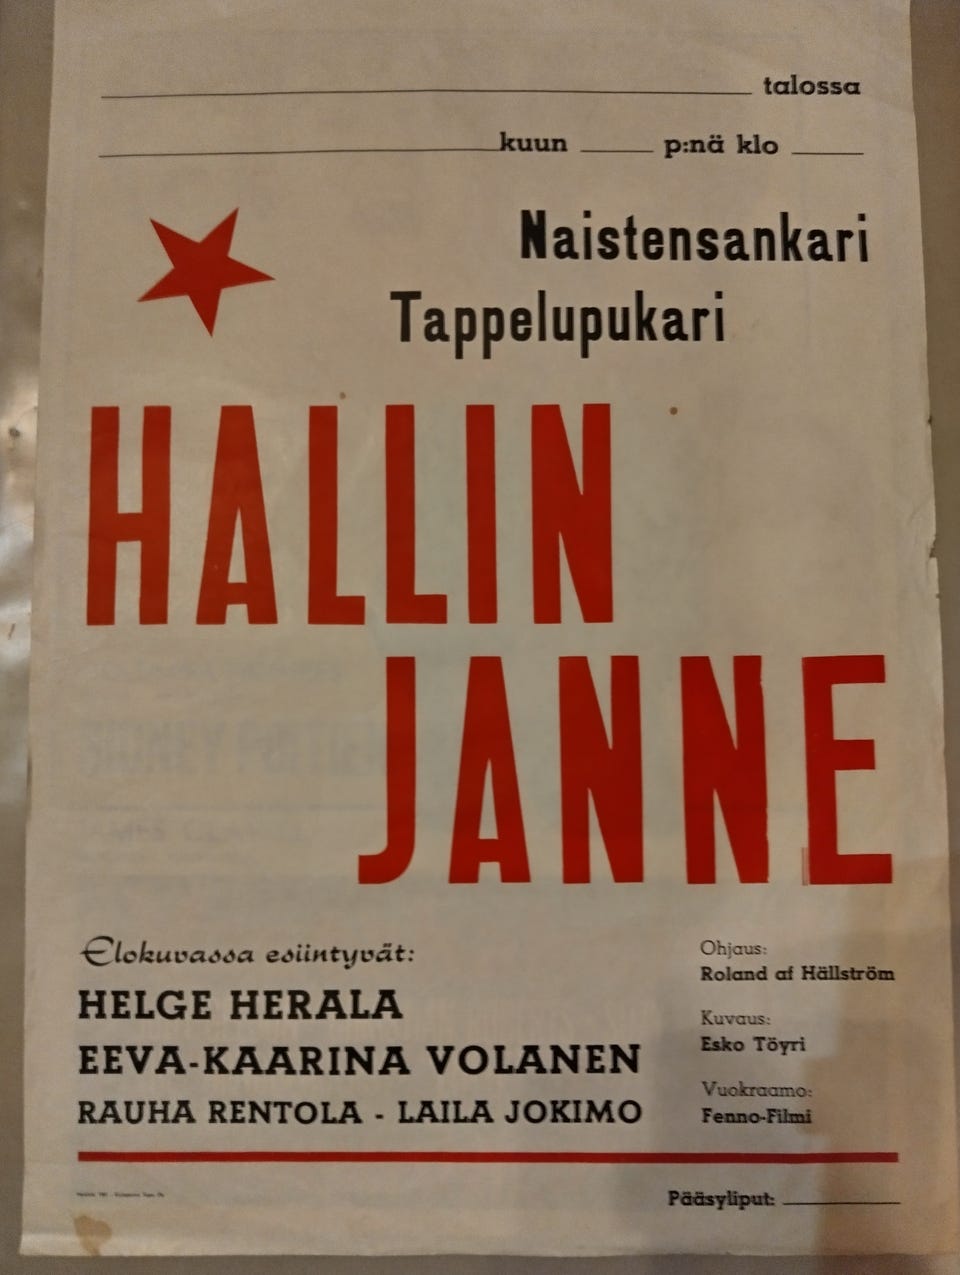 talossa
kuun p:nä klo
Naistensankari
Tappelupukari
HALLIN
JANNE
Elokuvassa esiintyvät:
HELGE HERALA
EEVA-KAARINA VOLANEN
RAUHA RENTOLA - LAILA JOKIMO
Ohjaus:
Roland af Hällström
Kuvaus:
Esko Töyri
Vuokraamo:
Fenno-Filmi
Pääsyliput: